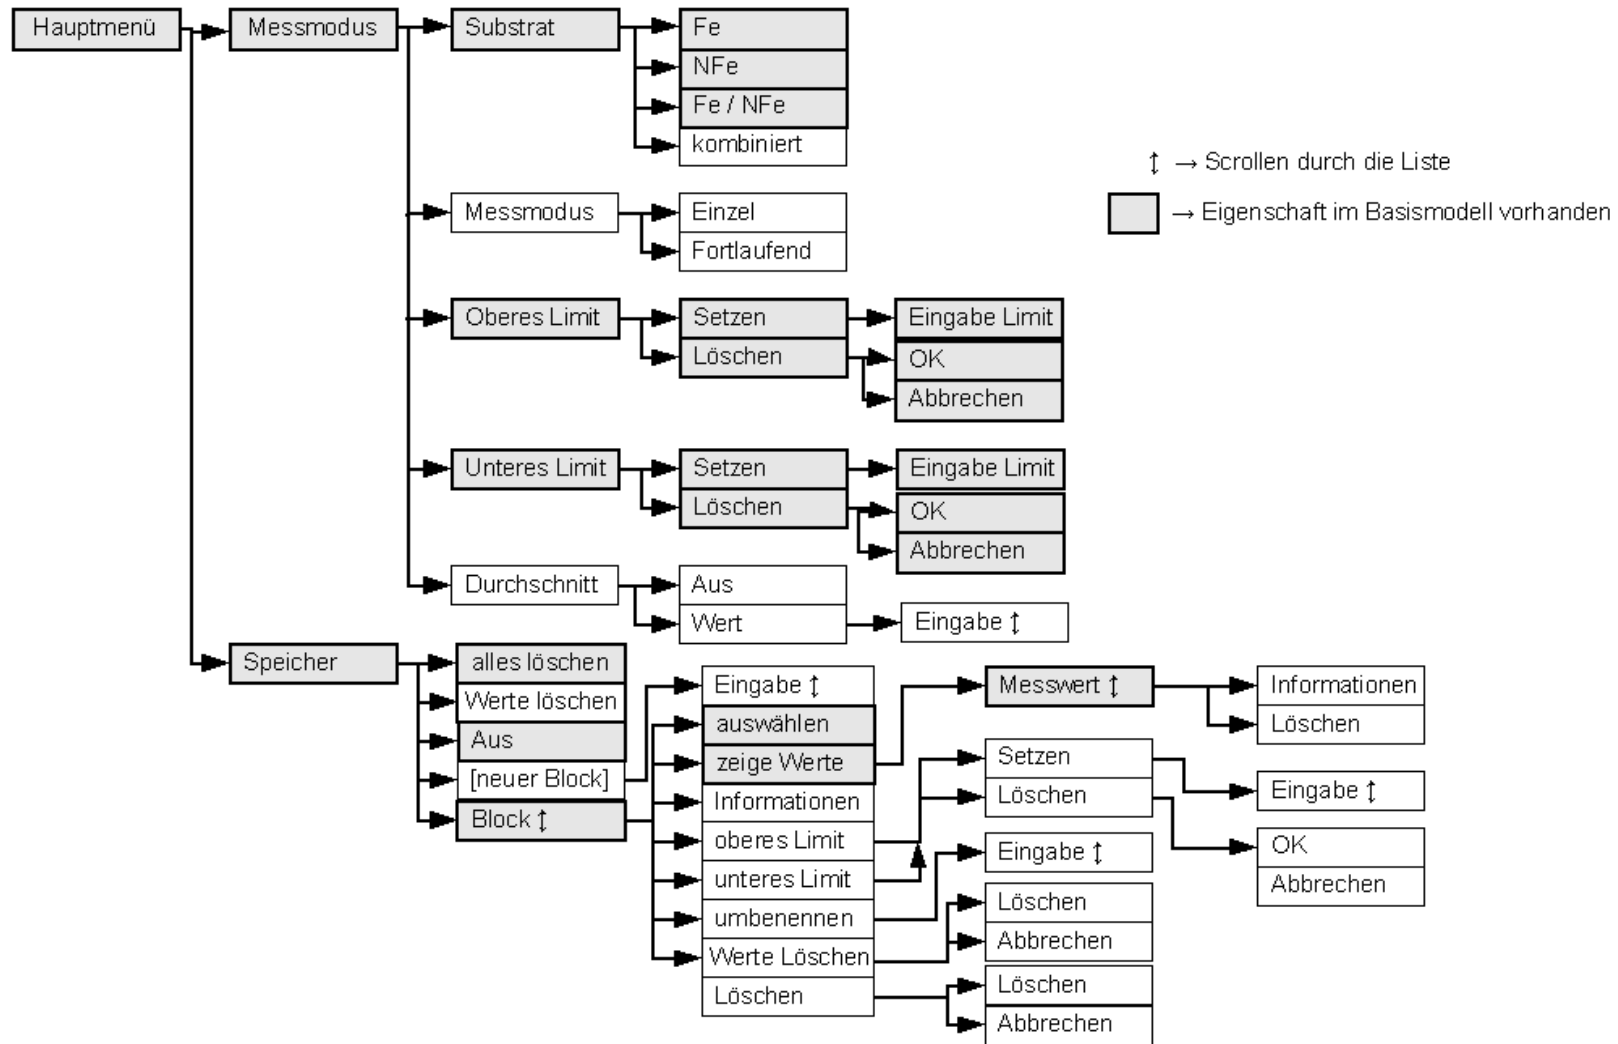 Hauptmenü
Messmodus
Substrat
Fe
NFe
Fe / NFe
kombiniert
↕ → Scrollen durch die Liste
→ Eigenschaft im Basismodell vorhanden
Messmodus
Einzel
Fortlaufend
Oberes Limit
Setzen
Eingabe Limit
Löschen
OK
Abbrechen
Unteres Limit
Setzen
Eingabe Limit
Löschen
OK
Abbrechen
Durchschnitt
Aus
Wert
Eingabe ↕
Speicher
alles löschen
Werte löschen
Aus
[neuer Block]
Block ↕
Eingabe ↕
auswählen
zeige Werte
Informationen
oberes Limit
unteres Limit
umbenennen
Werte Löschen
Löschen
Messwert ↕
Informationen
Löschen
Setzen
Löschen
Eingabe ↕
OK
Abbrechen
Eingabe ↕
Löschen
Abbrechen
Löschen
Abbrechen